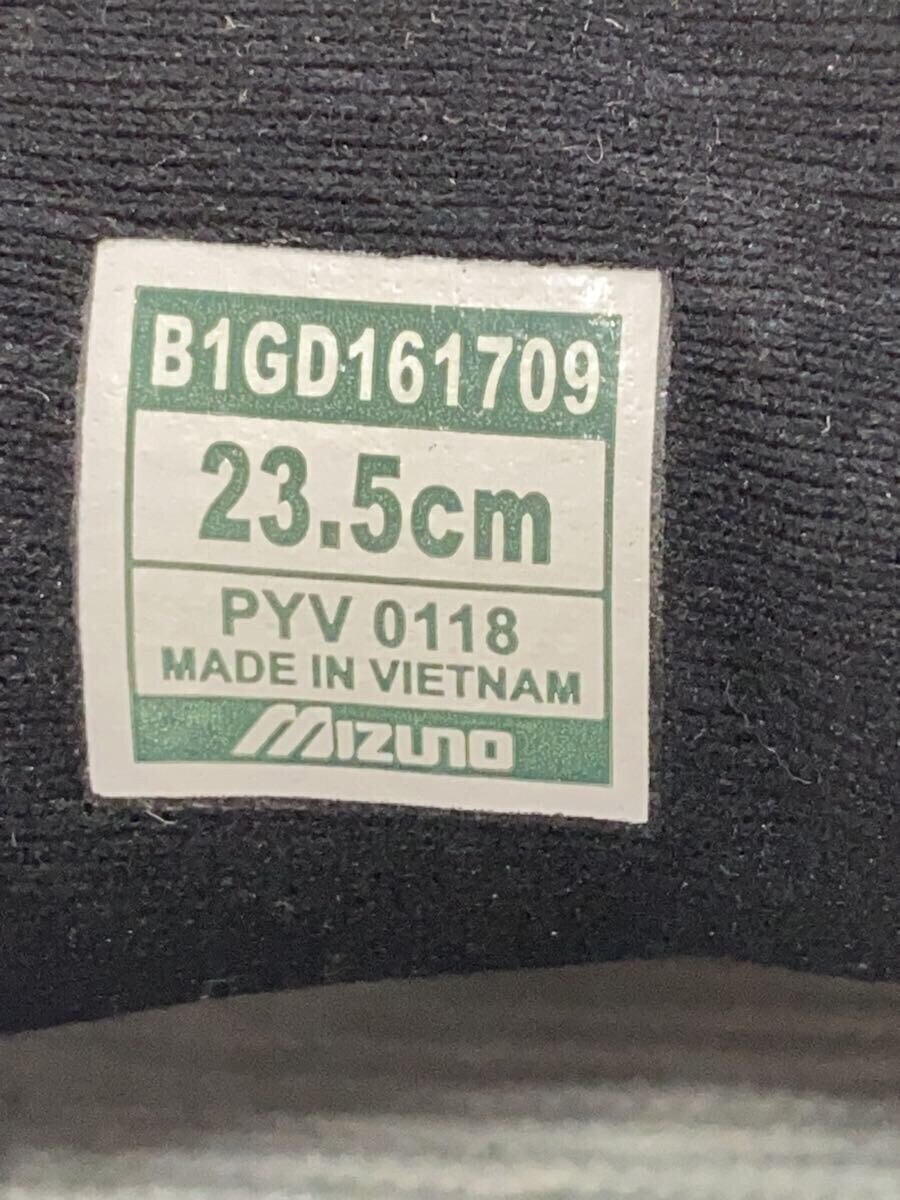 B1GD161709
23.5cm
PYV 0118
MADE IN VIETNAM
MIZUNO